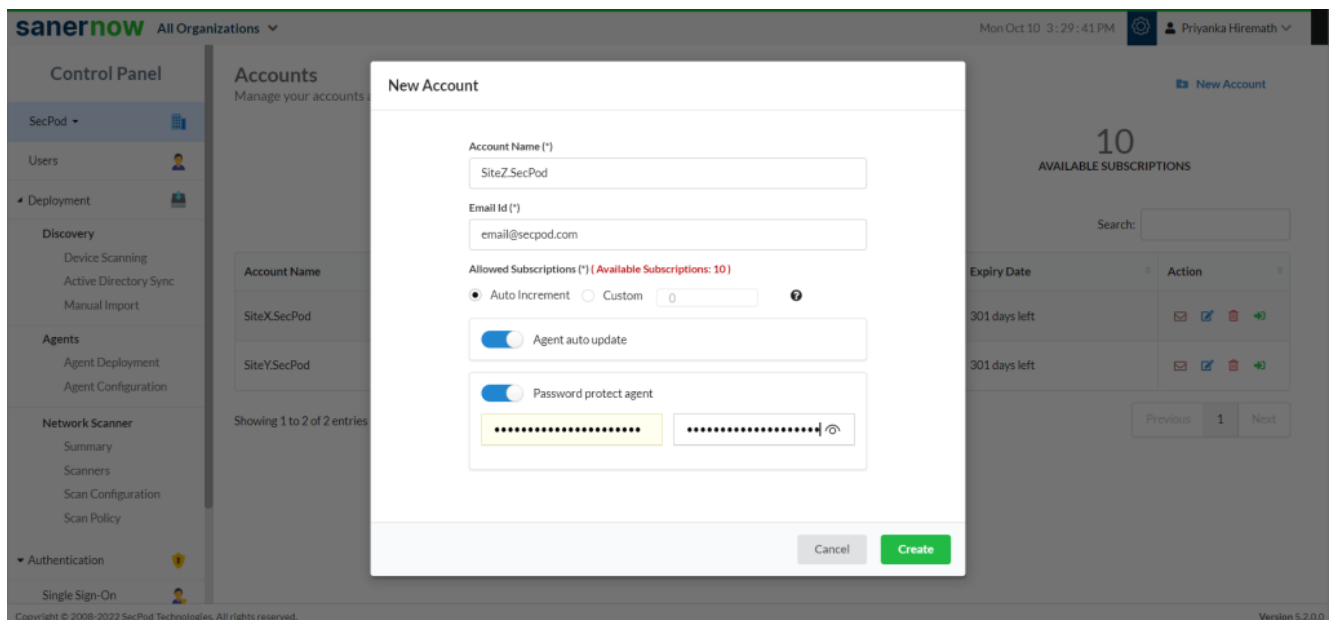 sanernow All Organizations
Mon Oct 10 3:29:41 PM
Priyanka Hiremath
Control Panel
SecPod
Users
Deployment
Discovery
Device Scanning
Active Directory Sync
Manual Import
Agents
Agent Deployment
Agent Configuration
Network Scanner
Summary
Scanners
Scan Configuration
Scan Policy
Authentication
Single Sign-On
Accounts
Manage your accounts
New Account
10
AVAILABLE SUBSCRIPTIONS
Search:
Account Name
Expiry Date
Action
SiteX.SecPod
301 days left
SiteY.SecPod
301 days left
Showing 1 to 2 of 2 entries
Previous 1 Next
New Account
Account Name (*)
SiteZ.SecPod
Email Id (*)
email@secpod.com
Allowed Subscriptions (*) ( Available Subscriptions: 10 )
Auto Increment Custom 0
Agent auto update
Password protect agent
Cancel Create
Copyright © 2008-2022 SecPod Technologies. All rights reserved.
Version 5.2.0.0